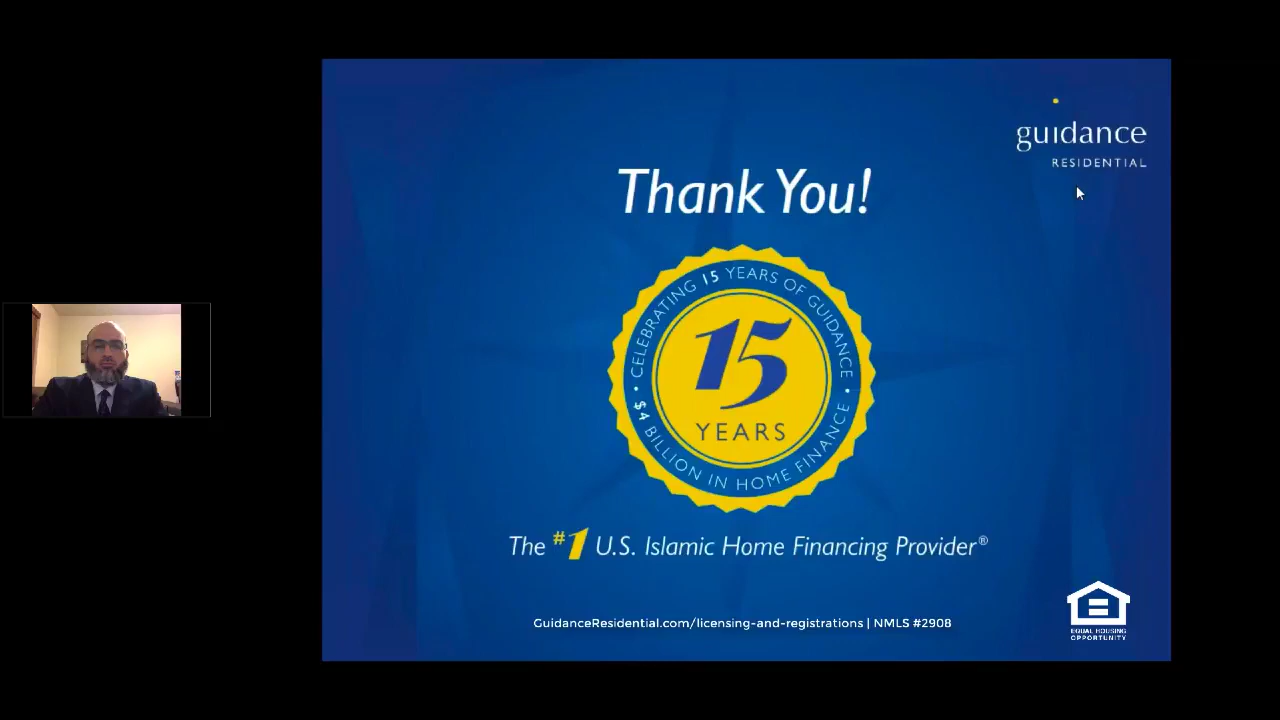 guidance
RESIDENTIAL
Thank You!
CELEBRATING 15 YEARS OF GUIDANCE
15
YEARS
• $4 BILLION IN HOME FINANCE •
The #1 U.S. Islamic Home Financing Provider®
GuidanceResidential.com/licensing-and-registrations | NMLS #2908
EQUAL HOUSING
OPPORTUNITY